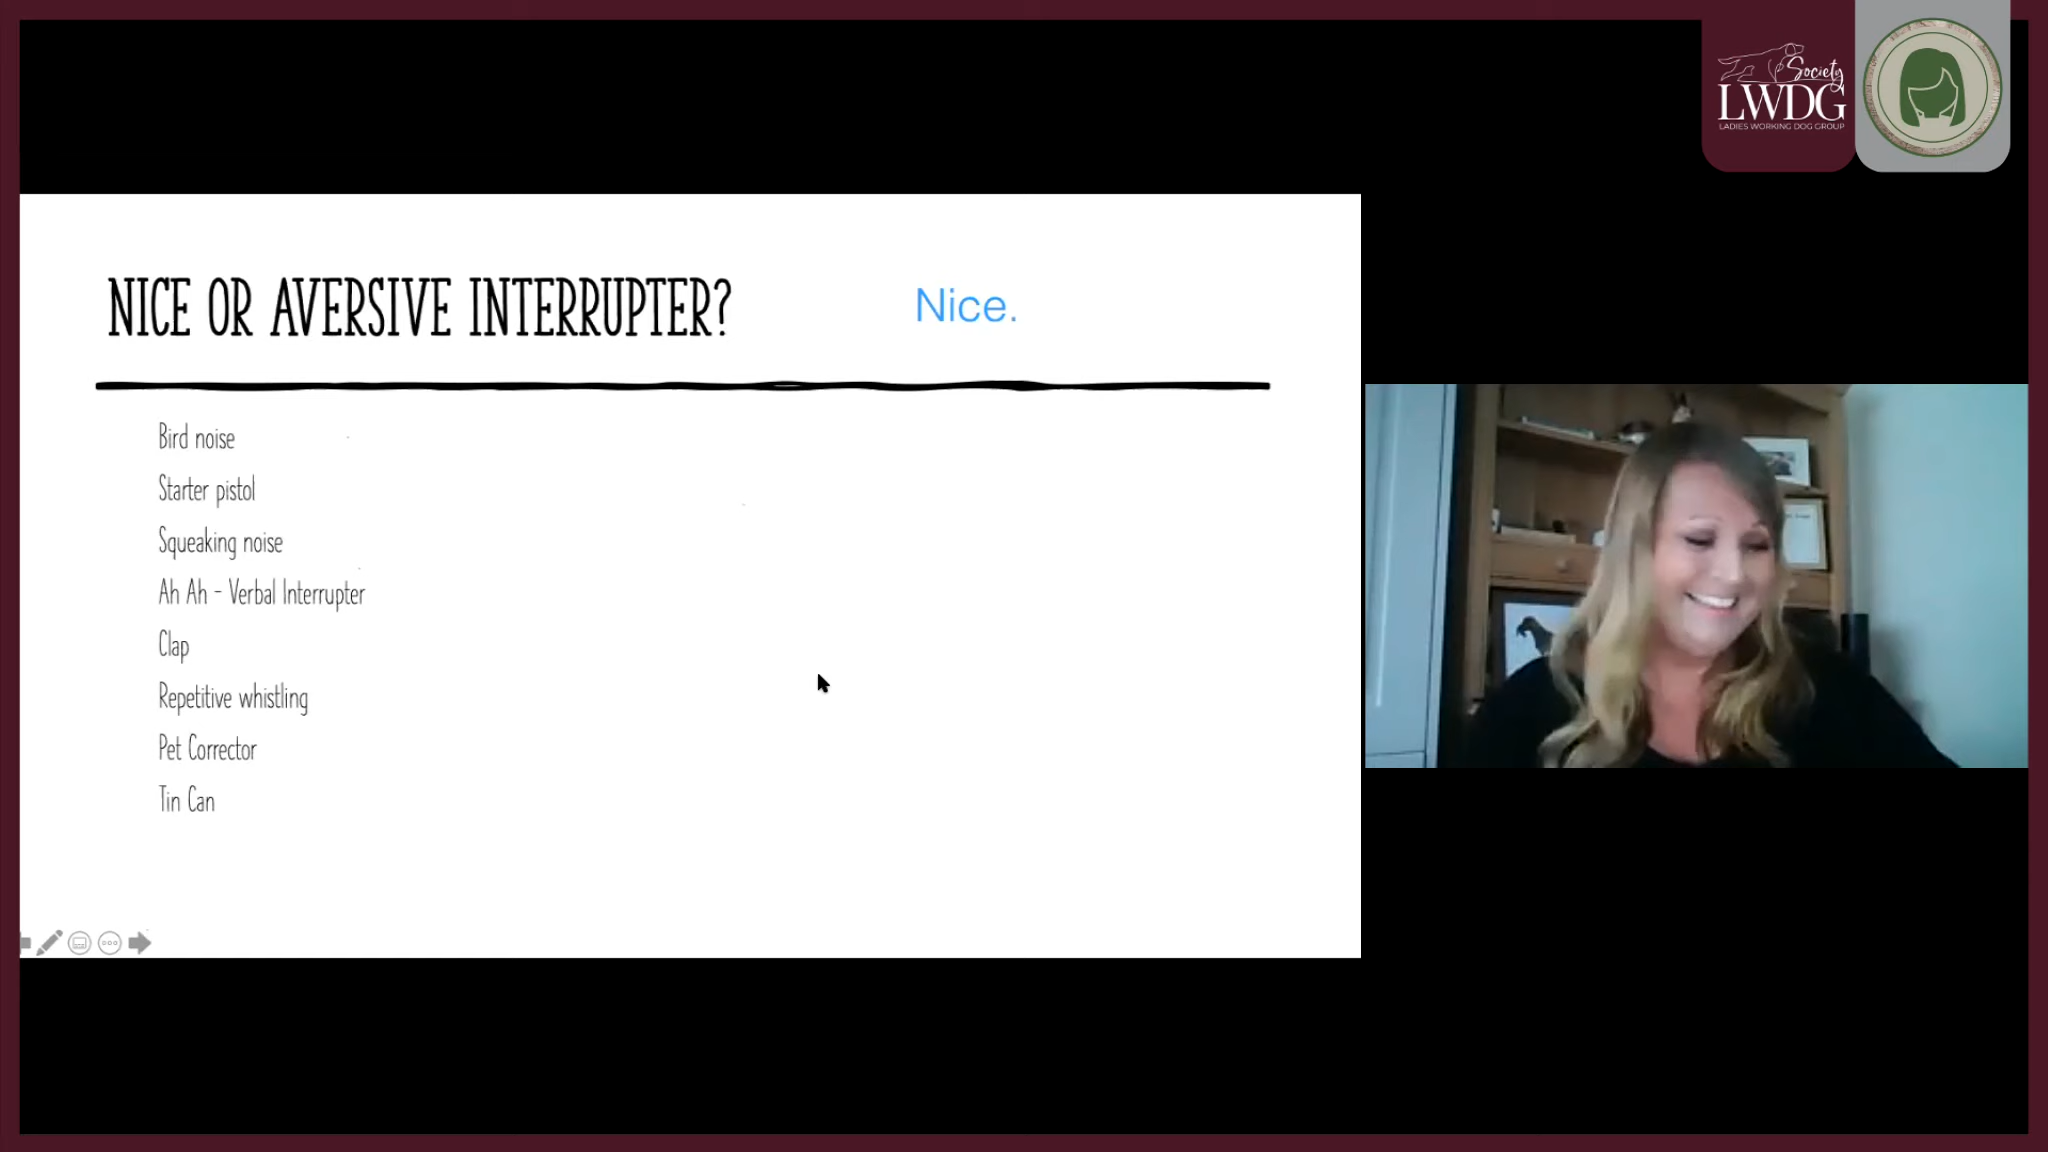 Society
LWDG
LADIES WORKING DOG GROUP
NICE OR AVERSIVE INTERRUPTER?
Nice.
Bird noise
Starter pistol
Squeaking noise
Ah Ah - Verbal Interrupter
Clap
Repetitive whistling
Pet Corrector
Tin Can